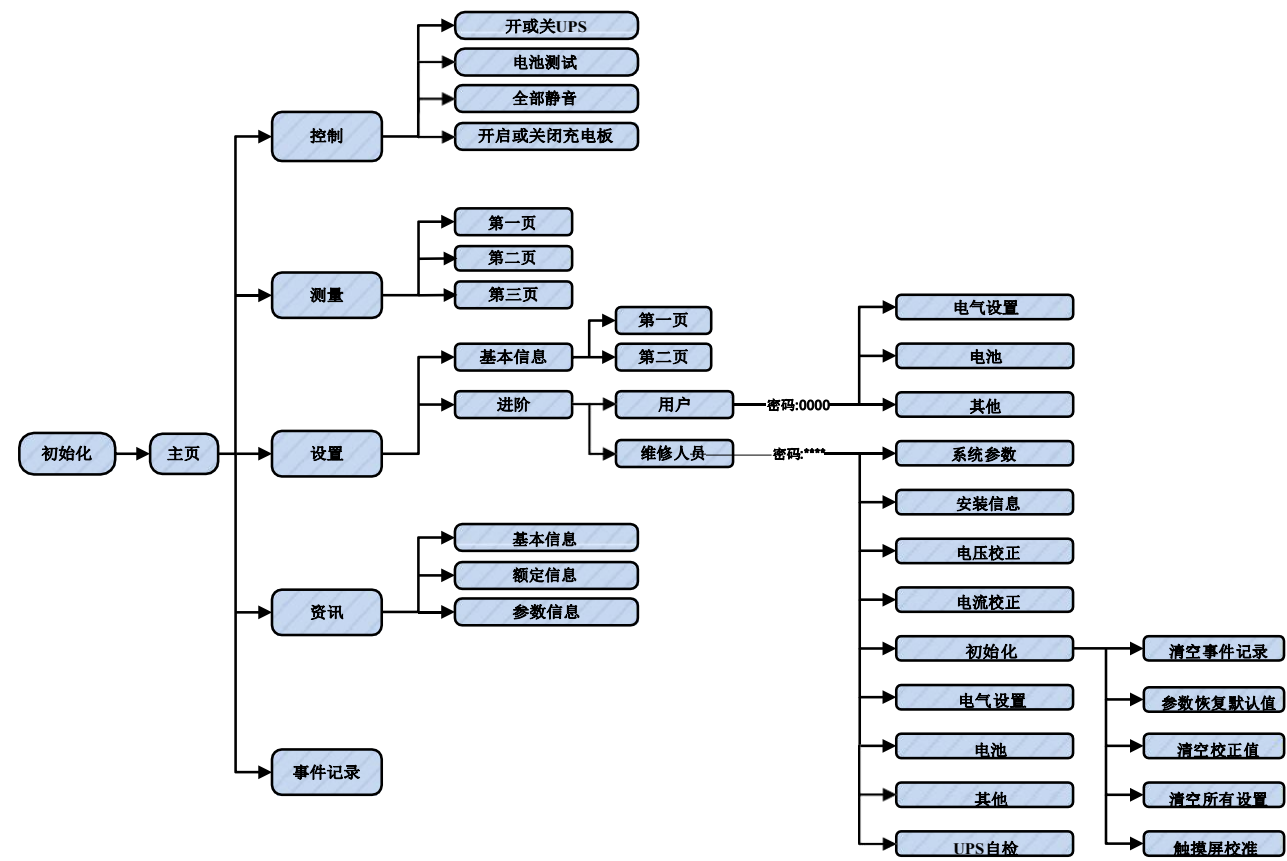 初始化
主页
控制
开或关UPS
电池测试
全部静音
开启或关闭充电板
测量
第一页
第二页
第三页
设置
基本信息
第一页
第二页
进阶
用户
密码:0000
电气设置
电池
其他
维修人员
密码:****
系统参数
安装信息
电压校正
电流校正
初始化
清空事件记录
参数恢复默认值
清空校正值
清空所有设置
触摸屏校准
电气设置
电池
其他
UPS自检
资讯
基本信息
额定信息
参数信息
事件记录